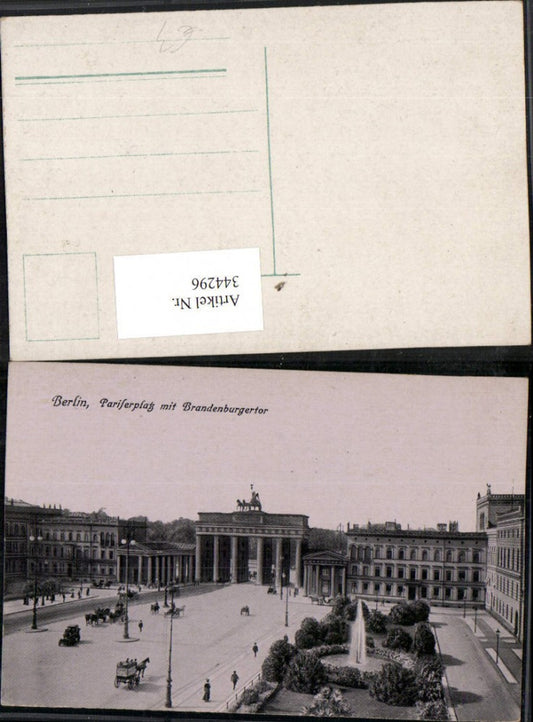 Artikel Nr.
344296
Berlin, Pariserplatz mit Brandenburgertor